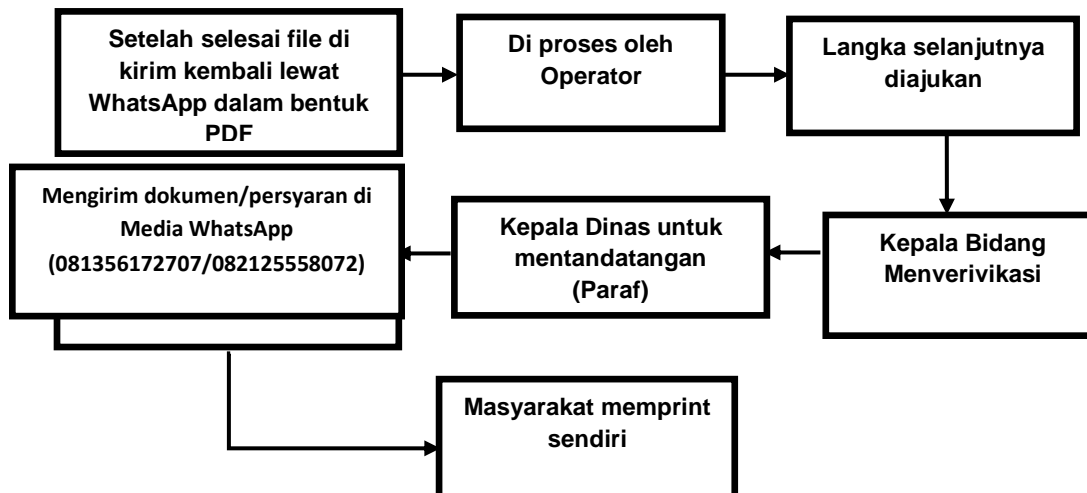 Setelah selesai file di
kirim kembali lewat
WhatsApp dalam bentuk
PDF
Di proses oleh
Operator
Langka selanjutnya
diajukan
Mengirim dokumen/persyaran di
Media WhatsApp
(081356172707/082125558072)
Kepala Dinas untuk
mentandatangan
(Paraf)
Kepala Bidang
Menverivikasi
Masyarakat memprint
sendiri